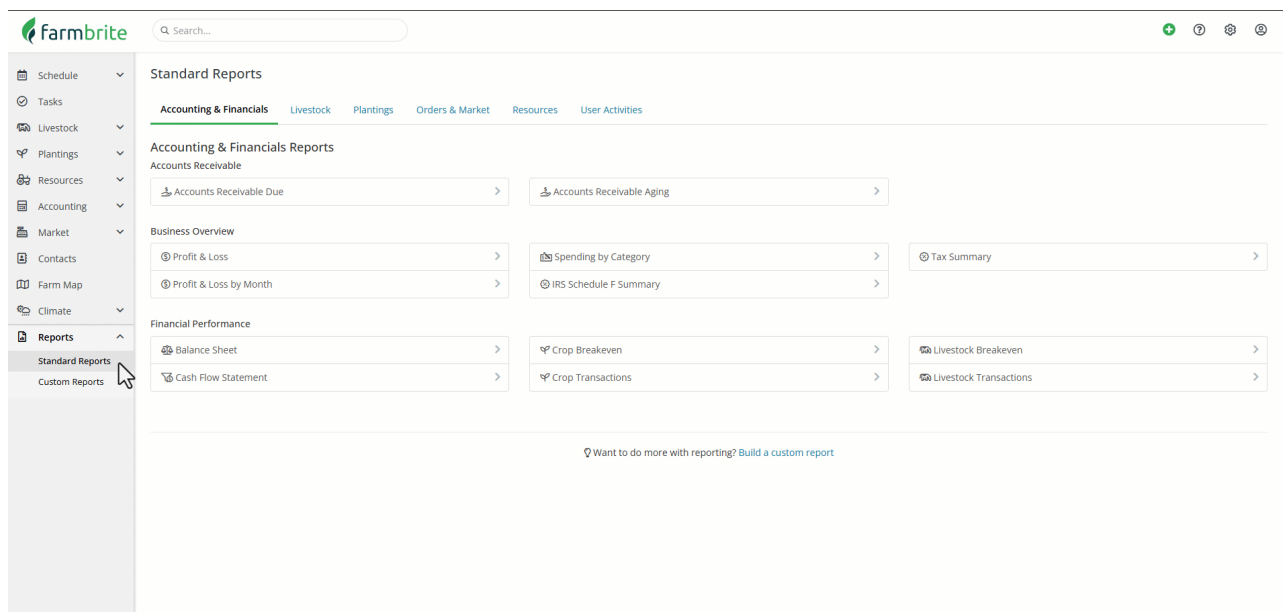 farmbrite
Search...
Schedule
Tasks
Livestock
Plantings
Resources
Accounting
Market
Contacts
Farm Map
Climate
Reports
Standard Reports
Custom Reports
Standard Reports
Accounting & Financials Livestock Plantings Orders & Market Resources User Activities
Accounting & Financials Reports
Accounts Receivable
Accounts Receivable Due Accounts Receivable Aging
Business Overview
Profit & Loss Spending by Category Tax Summary
Profit & Loss by Month IRS Schedule F Summary
Financial Performance
Balance Sheet Crop Breakeven Livestock Breakeven
Cash Flow Statement Crop Transactions Livestock Transactions
Want to do more with reporting? Build a custom report